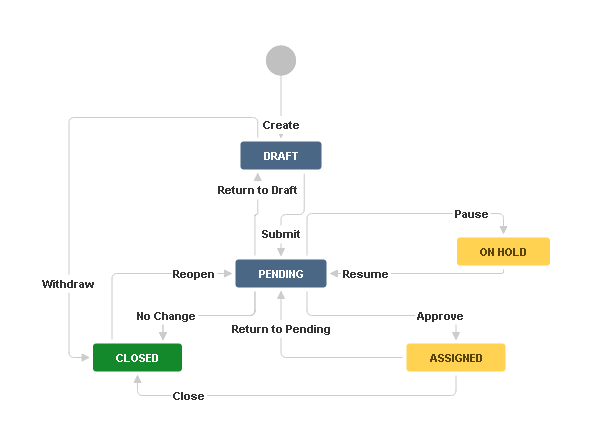 Create
DRAFT
Return to Draft
Pause
Submit
ON HOLD
PENDING
Reopen
Resume
Withdraw
No Change
Approve
Return to Pending
CLOSED
ASSIGNED
Close